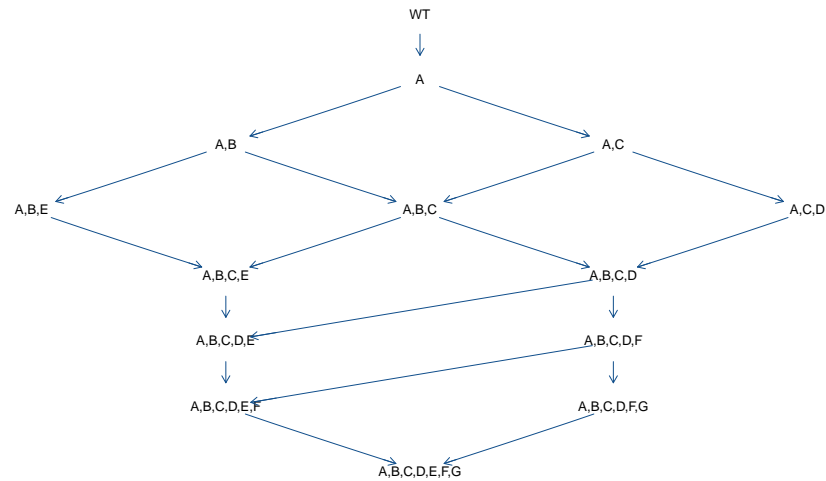 WT
A
A,B
A,C
A,B,E
A,B,C
A,C,D
A,B,C,E
A,B,C,D
A,B,C,D,E
A,B,C,D,F
A,B,C,D,E,F
A,B,C,D,F,G
A,B,C,D,E,F,G